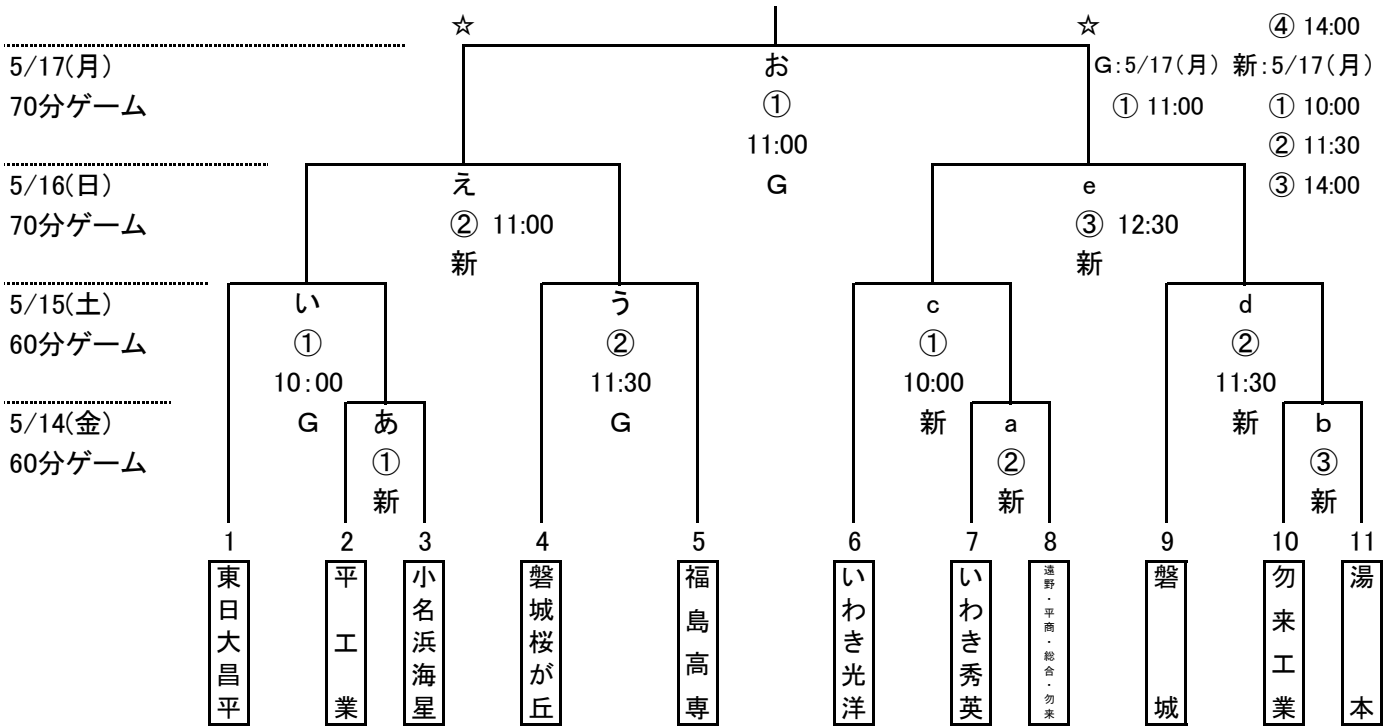 ☆ ☆ ④ 14:00
5/17(月) お G:5/17(月) 新:5/17(月)
70分ゲーム ① ① 11:00 ① 10:00
11:00 ② 11:30
5/16(日) え G e ③ 14:00
70分ゲーム ② 11:00 ③ 12:30
新 新
5/15(土) い う c d
60分ゲーム ① ② ① ②
10:00 11:30 10:00 11:30
5/14(金) G あ G 新 a 新 b
60分ゲーム ① ② ③
新 新 新
1 2 3 4 5 6 7 8 9 10 11
東日大昌平
平工業
小名浜海星
磐城桜が丘
福島高専
いわき光洋
いわき秀英
遠野・平商・総合・勿来
磐城
勿来工業
湯本